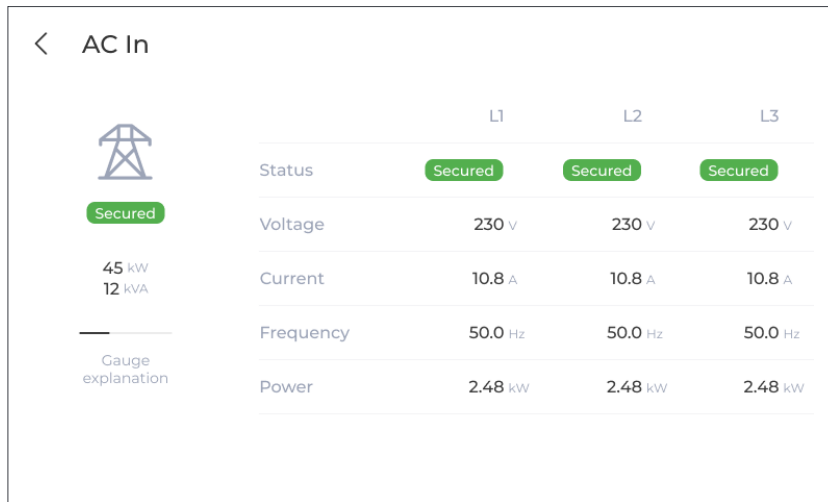 AC In
L1 L2 L3
Status Secured Secured Secured
Secured
Voltage 230 V 230 V 230 V
45 kW
12 kVA
Current 10.8 A 10.8 A 10.8 A
Frequency 50.0 Hz 50.0 Hz 50.0 Hz
Gauge
explanation
Power 2.48 kW 2.48 kW 2.48 kW